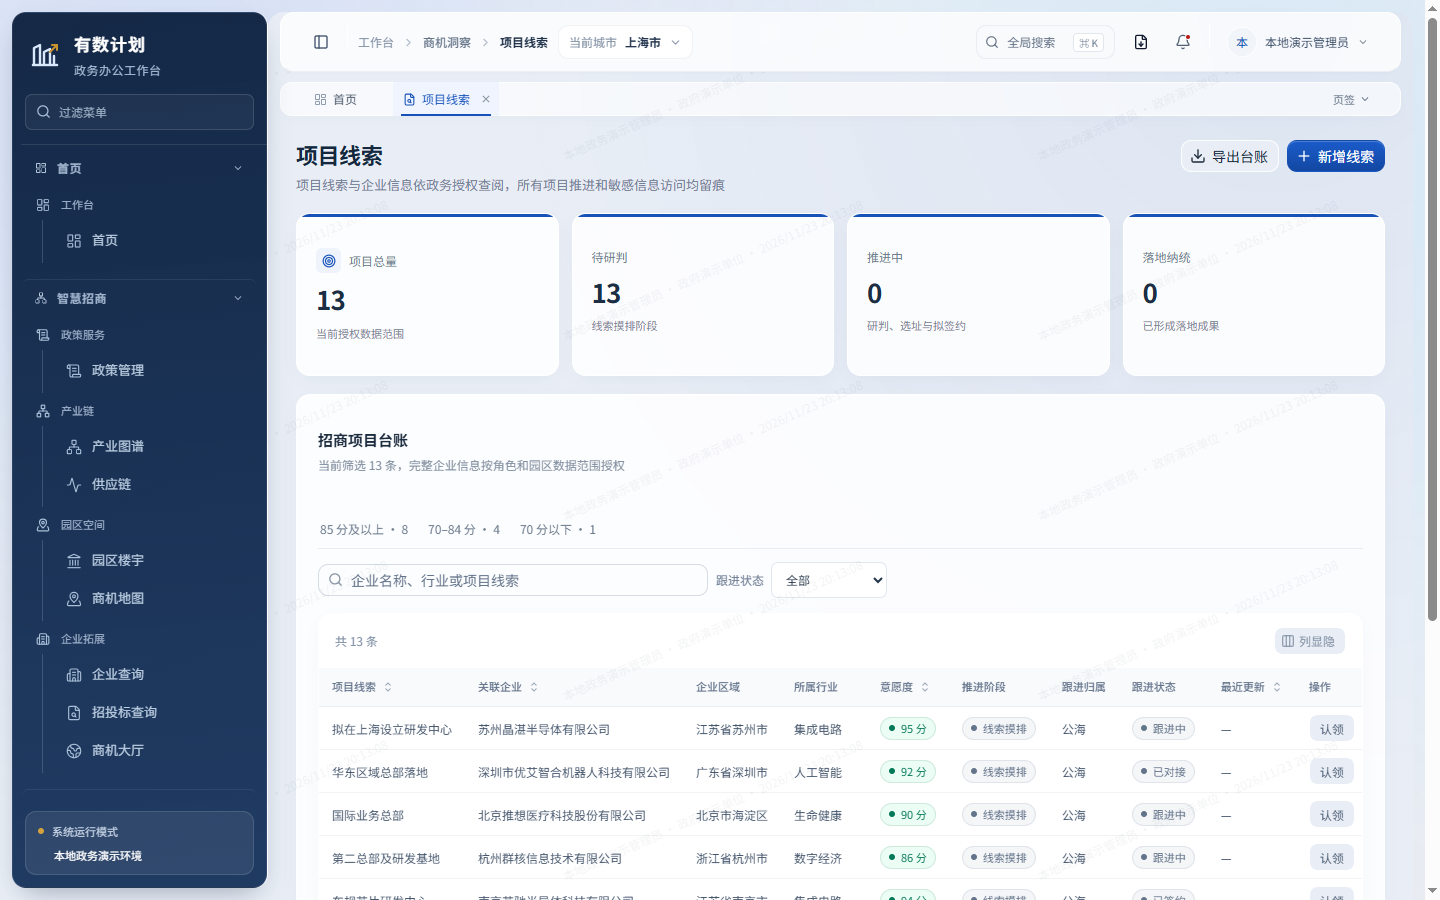 有数计划
政务办公工作台
过滤菜单
首页
工作台
首页
智慧招商
政策服务
政策管理
产业链
产业图谱
供应链
园区空间
园区楼宇
商机地图
企业拓展
企业查询
招投标查询
商机大厅
系统运行模式
本地政务演示环境
工作台 > 商机洞察 > 项目线索 当前城市 上海市
全局搜索 ⌘K
本 本地演示管理员
首页 项目线索 × 页签
项目线索
项目线索与企业信息依政务授权查阅，所有项目推进和敏感信息访问均留痕
导出台账 + 新增线索
项目总量
13
当前授权数据范围
待研判
13
线索摸排阶段
推进中
0
研判、选址与拟签约
落地纳统
0
已形成落地成果
招商项目台账
当前筛选 13 条，完整企业信息按角色和园区数据范围授权
85 分及以上 · 8 70–84 分 · 4 70 分以下 · 1
企业名称、行业或项目线索 跟进状态 全部
共 13 条 列显隐
项目线索 关联企业 企业区域 所属行业 意愿度 推进阶段 跟进归属 跟进状态 最近更新 操作
拟在上海设立研发中心 苏州晶湛半导体有限公司 江苏省苏州市 集成电路 95 分 线索摸排 公海 跟进中 — 认领
华东区域总部落地 深圳市优艾智合机器人科技有限公司 广东省深圳市 人工智能 92 分 线索摸排 公海 已对接 — 认领
国际业务总部 北京推想医疗科技股份有限公司 北京市海淀区 生命健康 90 分 线索摸排 公海 跟进中 — 认领
第二总部及研发基地 杭州群核信息技术有限公司 浙江省杭州市 数字经济 86 分 线索摸排 公海 跟进中 — 认领
本地政务演示管理员 · 政府演示单位 · 2026/11/23 20:13:08